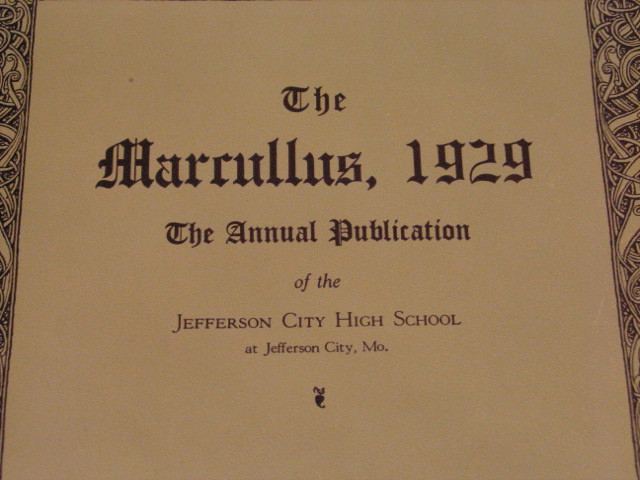 The
Marcullus, 1929
The Annual Publication
of the
Jefferson City High School
at Jefferson City, Mo.